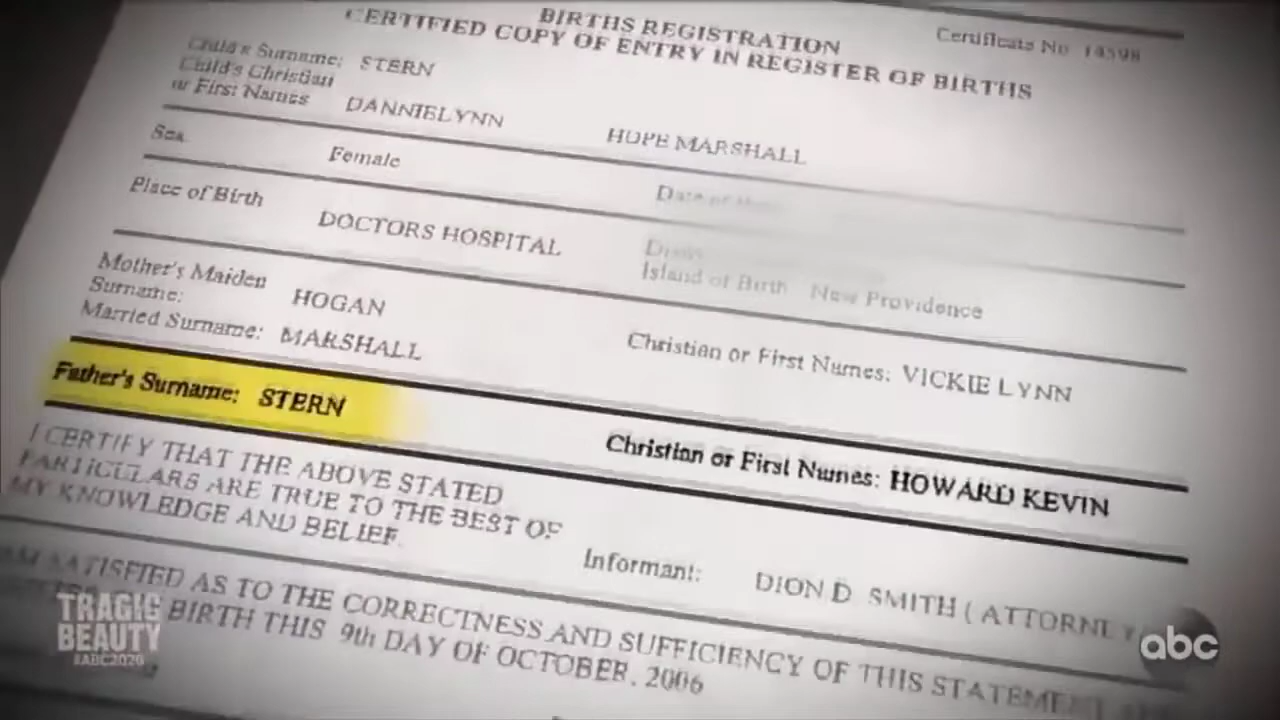 BIRTHS REGISTRATION
CERTIFIED COPY OF ENTRY IN REGISTER OF BIRTHS
Certificate No 14598
Child's Surname: STERN
Child's Christian
or First Names DANNIELYNN HOPE MARSHALL
Sex Female
Date of
Place of Birth DOCTORS HOSPITAL
Island of Birth New Providence
Mother's Maiden
Surname: HOGAN
Married Surname: MARSHALL
Christian or First Names: VICKIE LYNN
Father's Surname: STERN
Christian or First Names: HOWARD KEVIN
I CERTIFY THAT THE ABOVE STATED
PARTICULARS ARE TRUE TO THE BEST OF
MY KNOWLEDGE AND BELIEF.
Informant: DION D. SMITH ( ATTORNEY
SATISFIED AS TO THE CORRECTNESS AND SUFFICIENCY OF THIS STATEMENT
BIRTH THIS 9th DAY OF OCTOBER, 2006
TRAGIC
BEAUTY
#ABC2020
abc